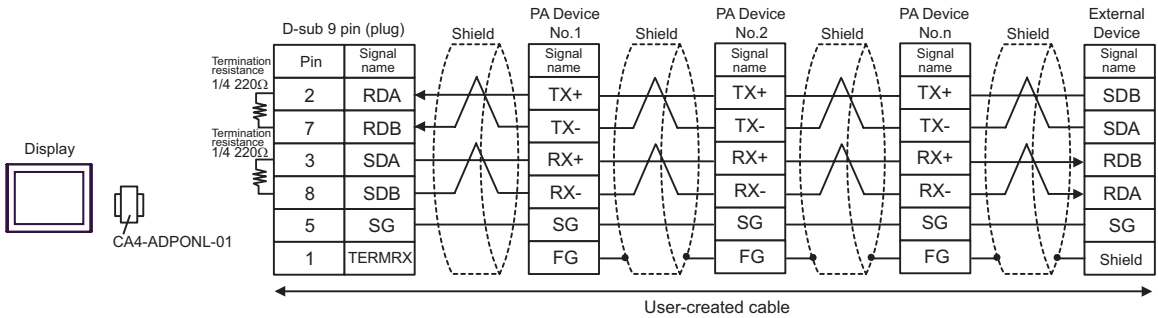 D-sub 9 pin (plug)
Shield
PA Device
No.1
Shield
PA Device
No.2
Shield
PA Device
No.n
Shield
External
Device
Pin
Signal
name
Signal
name
Signal
name
Signal
name
Signal
name
Termination
resistance
1/4 220Ω
2 RDA TX+ TX+ TX+ SDB
7 RDB TX- TX- TX- SDA
Termination
resistance
1/4 220Ω
3 SDA RX+ RX+ RX+ RDB
8 SDB RX- RX- RX- RDA
5 SG SG SG SG SG
1 TERMRX FG FG FG Shield
Display
CA4-ADPONL-01
User-created cable